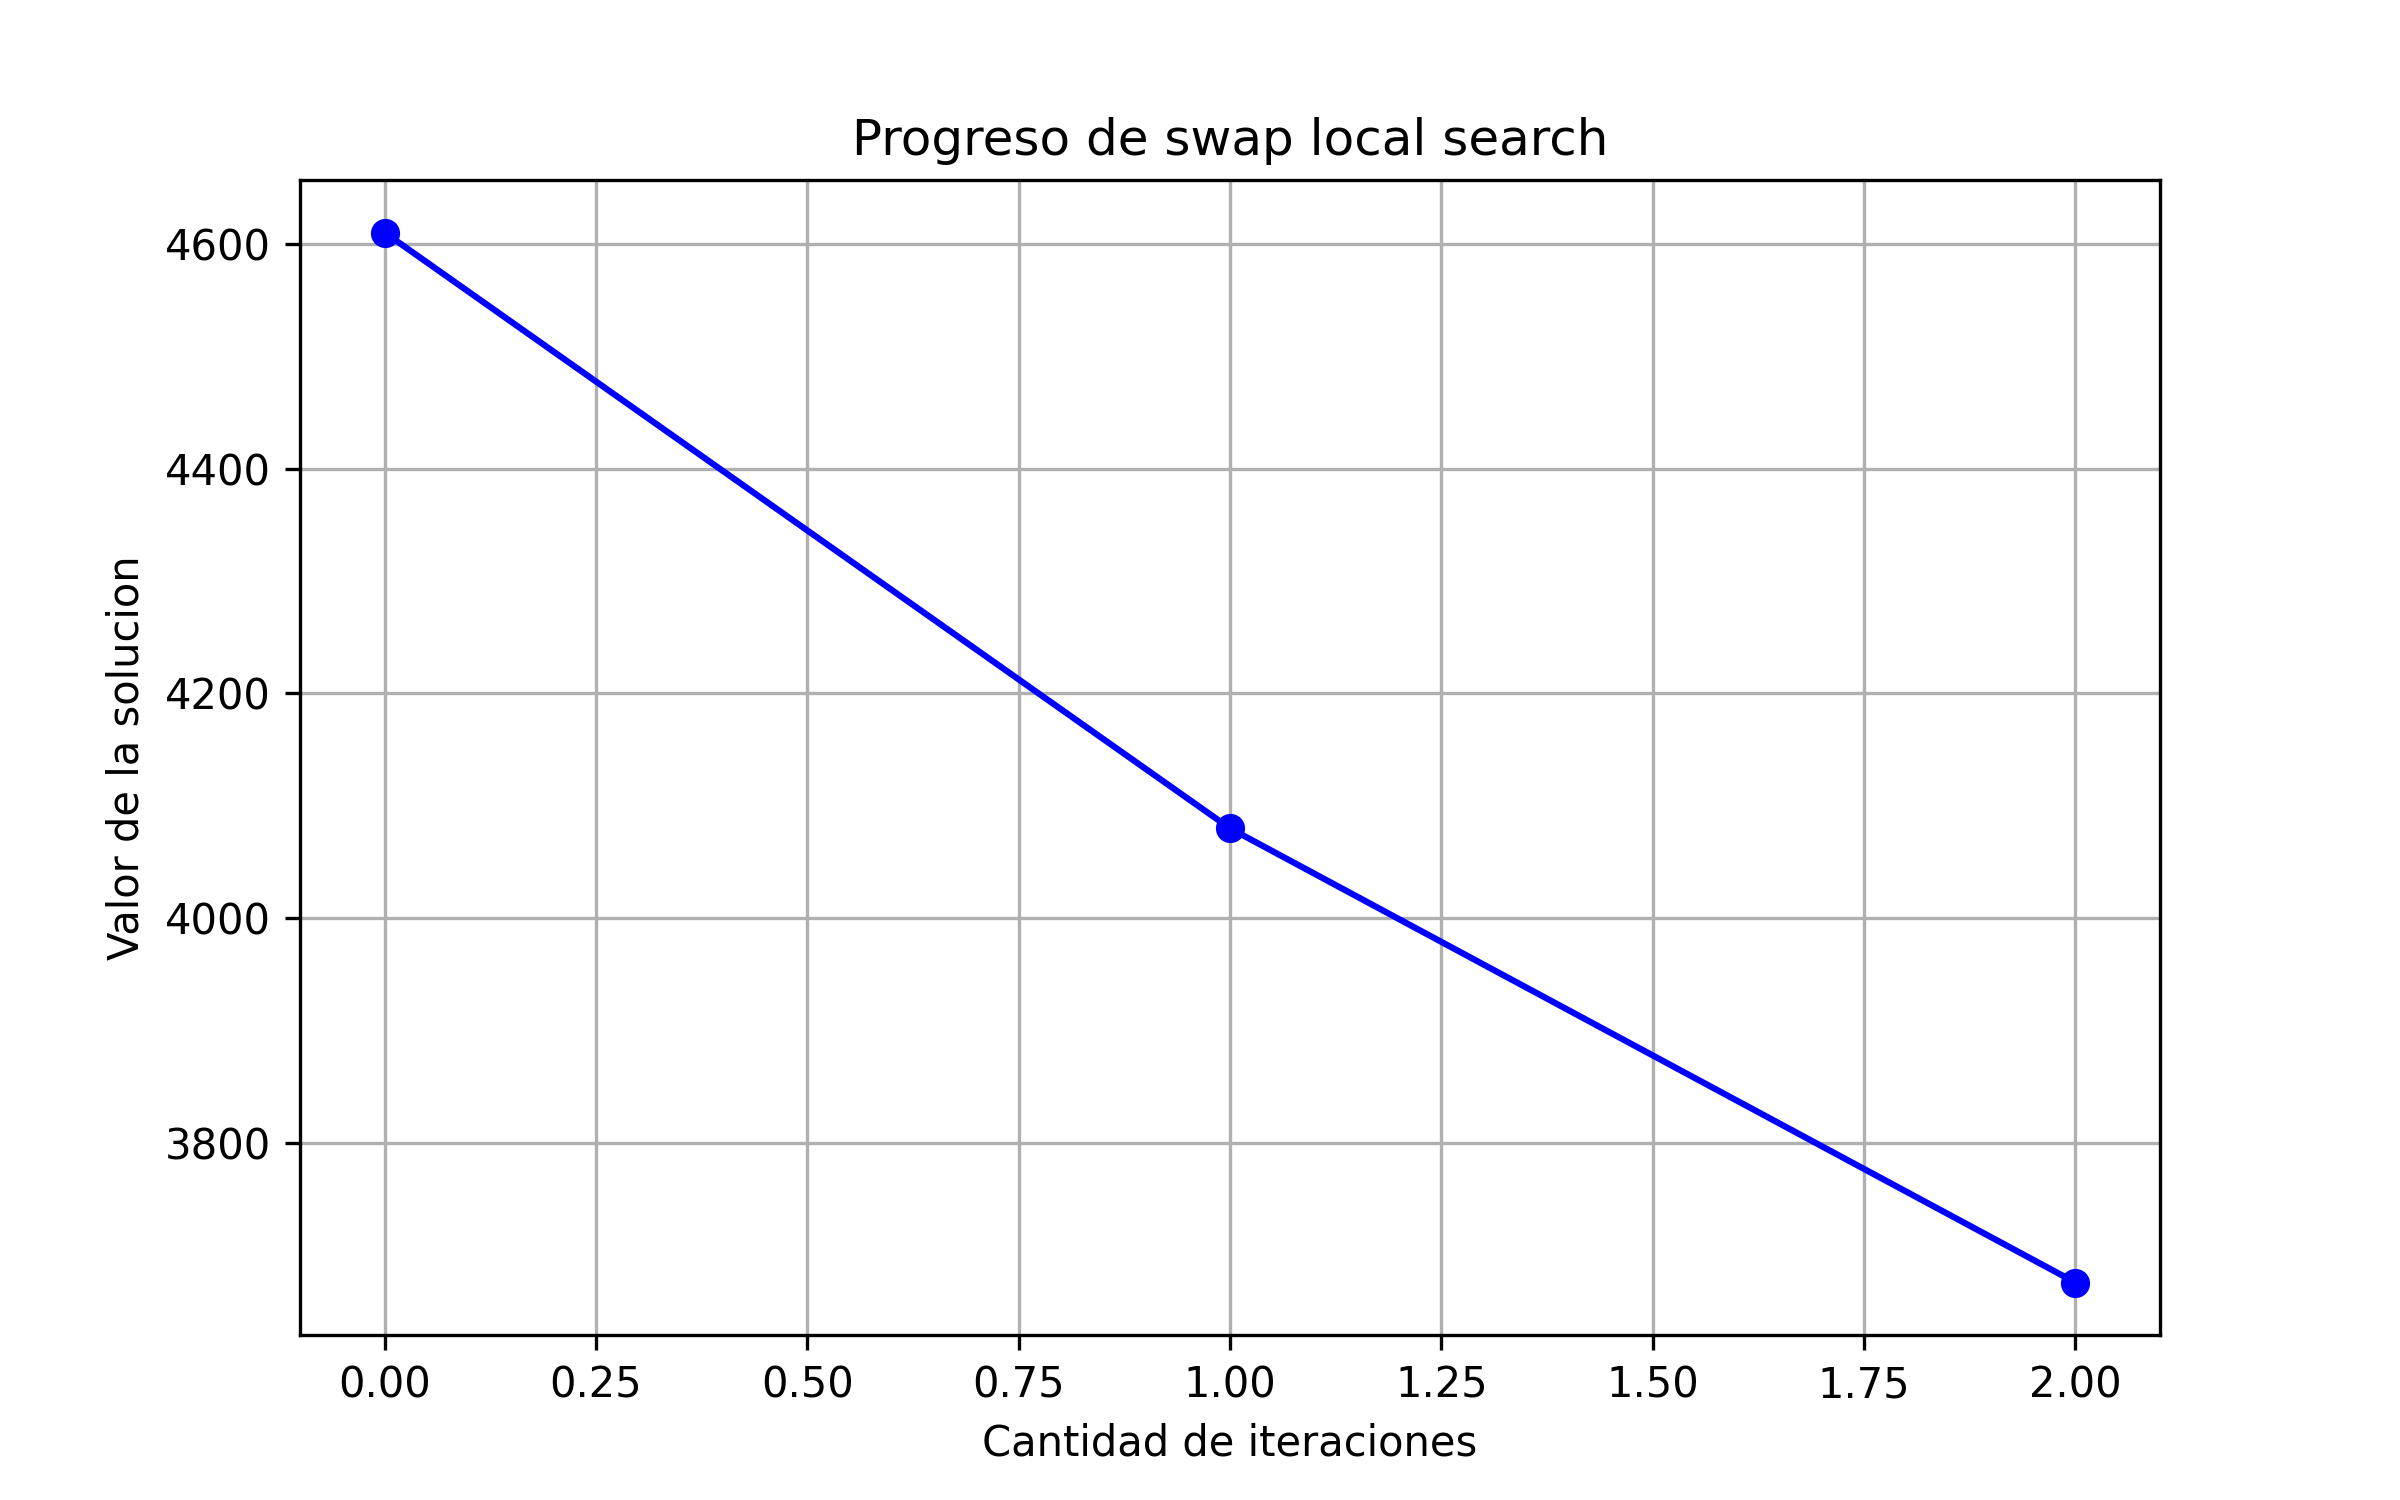 Progreso de swap local search
Valor de la solucion
4600
4400
4200
4000
3800
0.00 0.25 0.50 0.75 1.00 1.25 1.50 1.75 2.00
Cantidad de iteraciones